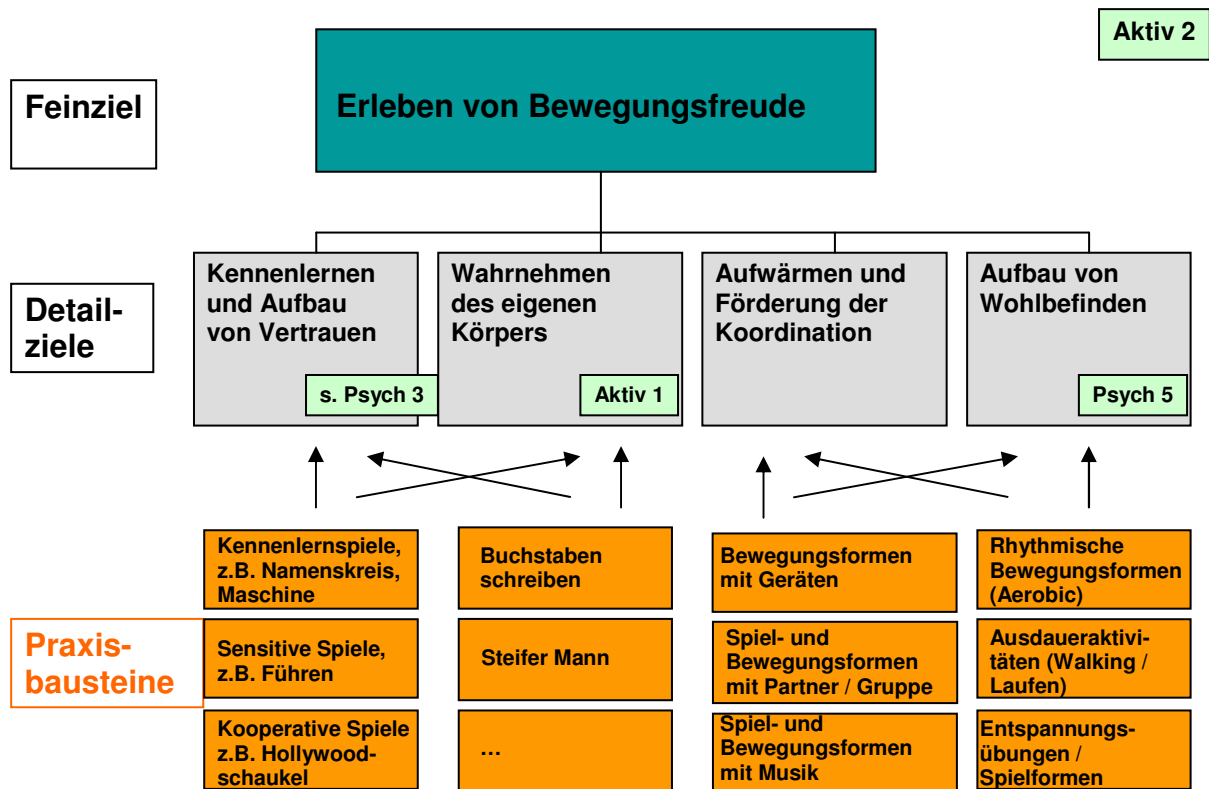 Aktiv 2
Feinziel
Erleben von Bewegungsfreude
Detail-
ziele
Kennenlernen
und Aufbau
von Vertrauen
s. Psych 3
Wahrnehmen
des eigenen
Körpers
Aktiv 1
Aufwärmen und
Förderung der
Koordination
Aufbau von
Wohlbefinden
Psych 5
Praxis-
bausteine
Kennenlernspiele,
z.B. Namenskreis,
Maschine
Buchstaben
schreiben
Bewegungsformen
mit Geräten
Rhythmische
Bewegungsformen
(Aerobic)
Sensitive Spiele,
z.B. Führen
Steifer Mann
Spiel- und
Bewegungsformen
mit Partner / Gruppe
Ausdaueraktivi-
täten (Walking /
Laufen)
Kooperative Spiele
z.B. Hollywood-
schaukel
…
Spiel- und
Bewegungsformen
mit Musik
Entspannungs-
übungen /
Spielformen